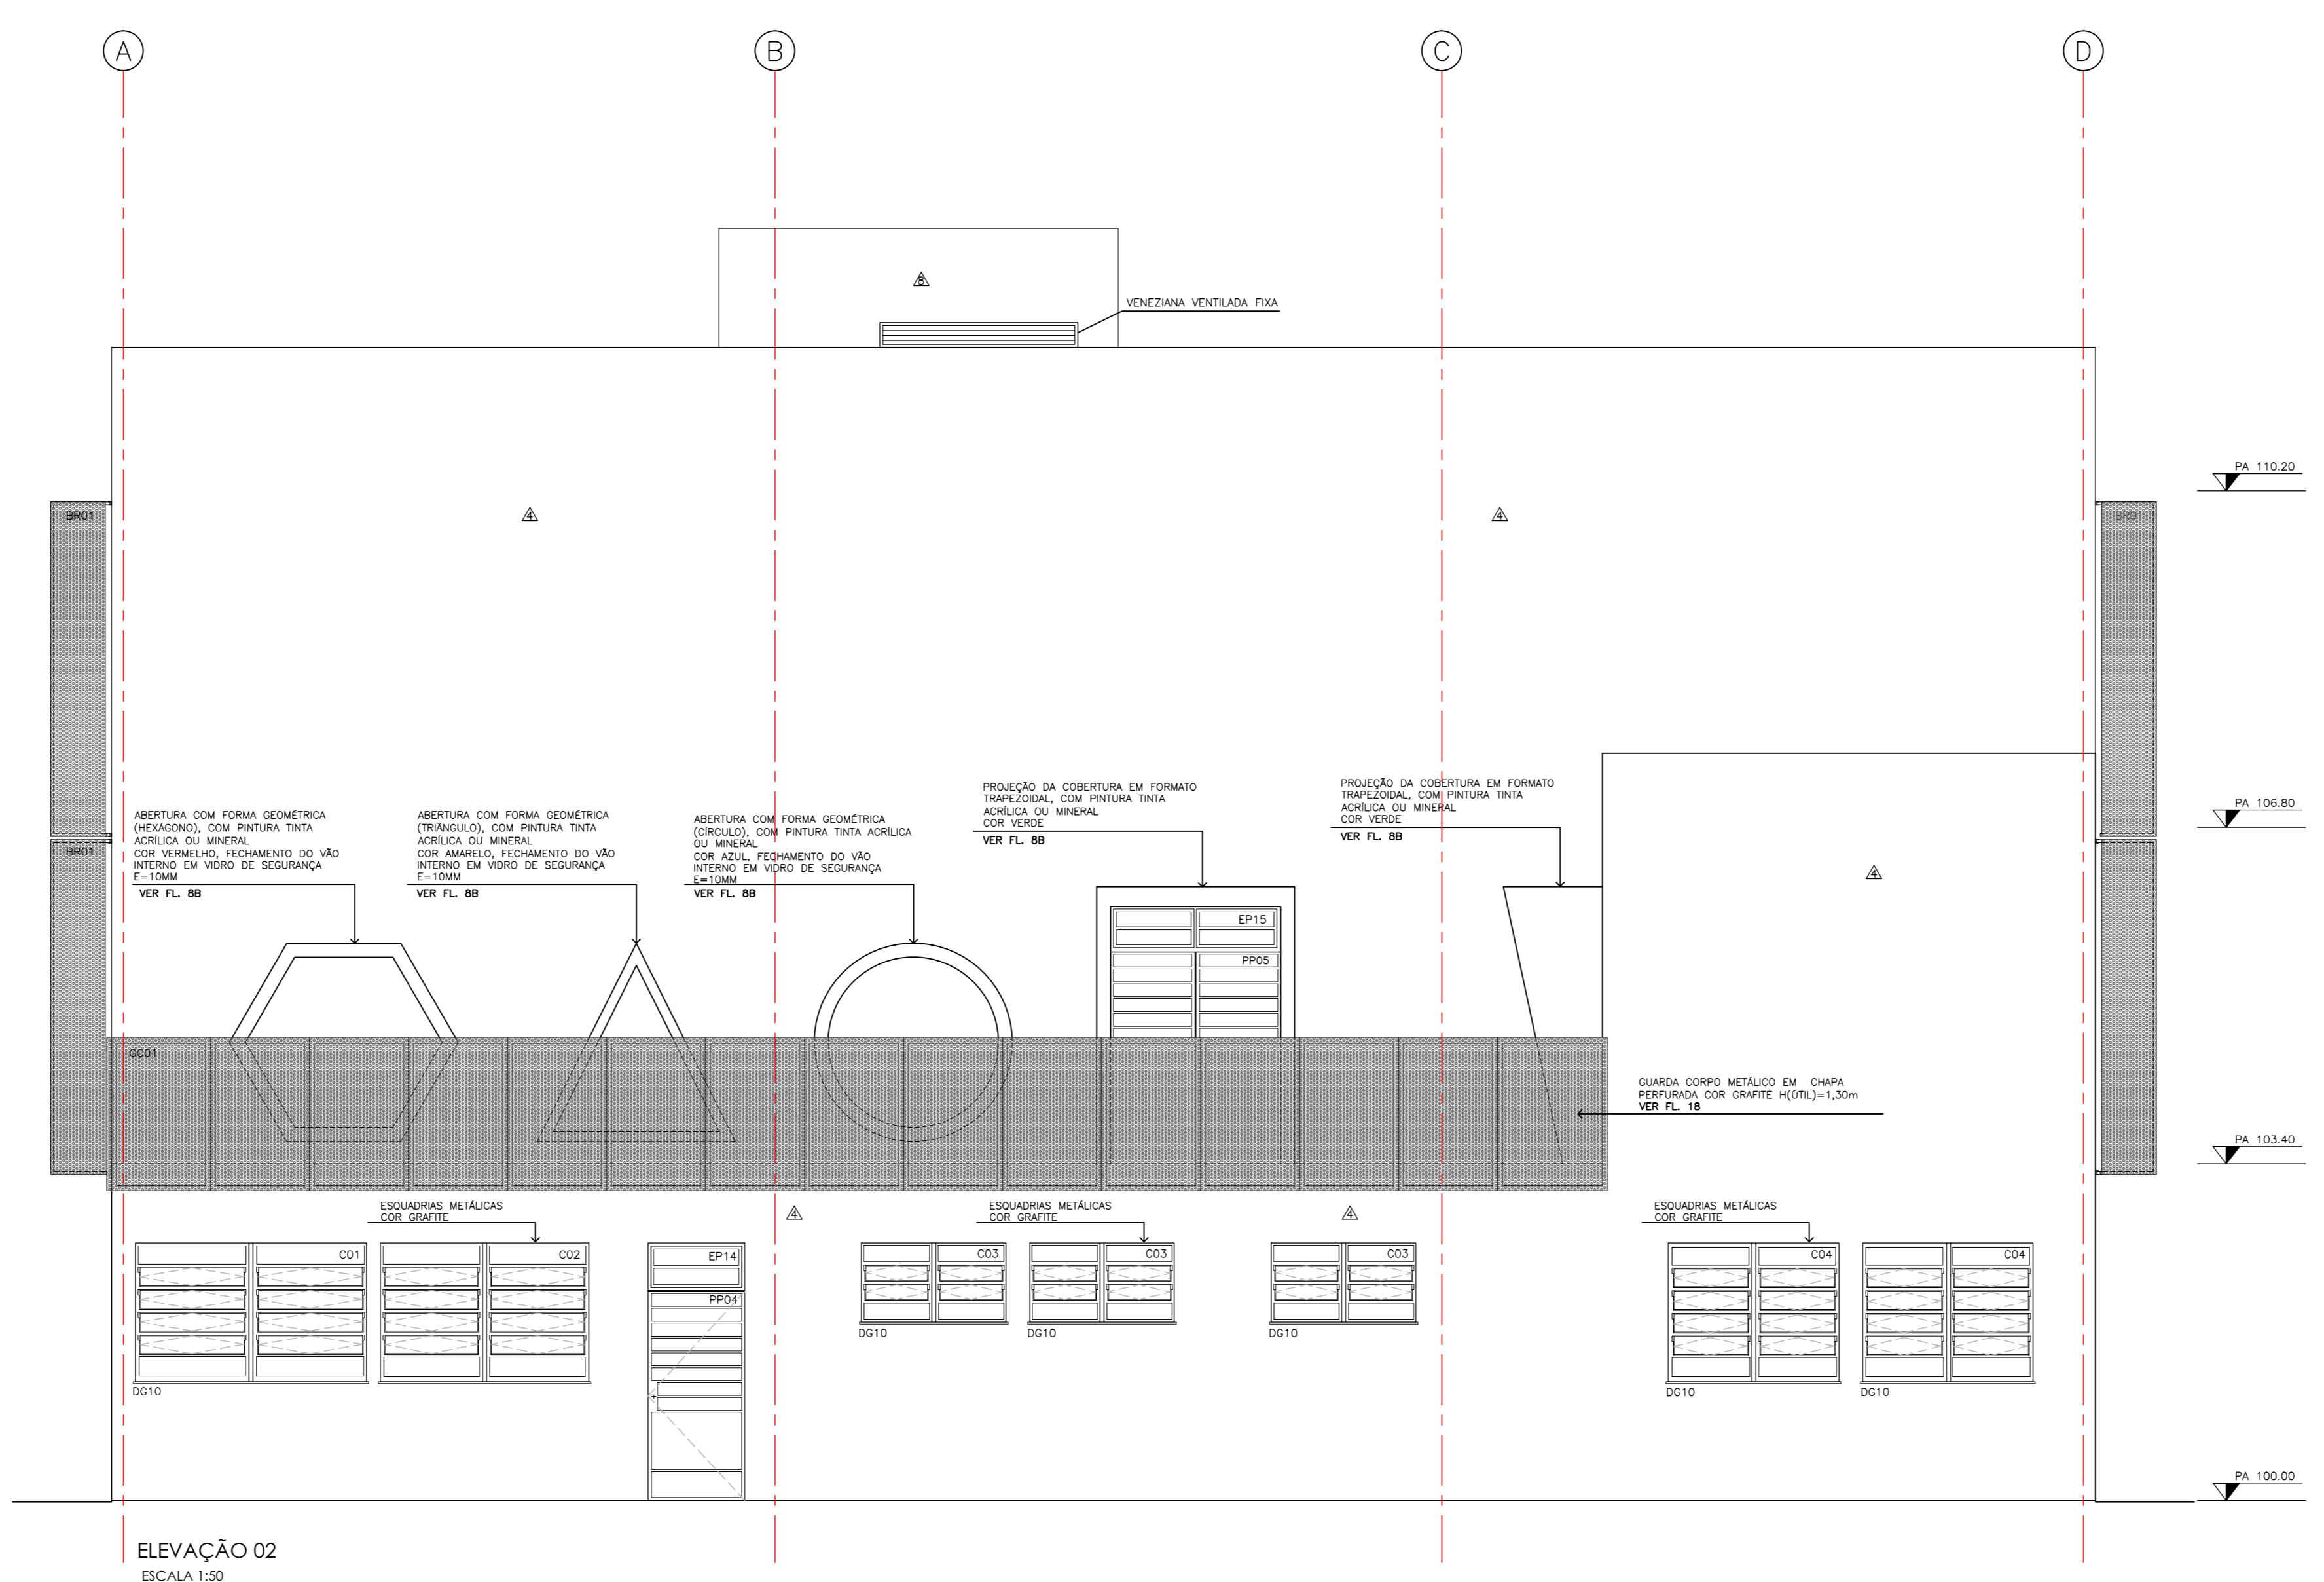 A
B
C
D
8
VENEZIANA VENTILADA FIXA
PA 110.20
BR01
4
4
BR01
PA 106.80
ABERTURA COM FORMA GEOMÉTRICA
(HEXÁGONO), COM PINTURA TINTA
ACRÍLICA OU MINERAL
COR VERMELHO, FECHAMENTO DO VÃO
INTERNO EM VIDRO DE SEGURANÇA
E=10MM
VER FL. 8B
ABERTURA COM FORMA GEOMÉTRICA
(TRIÂNGULO), COM PINTURA TINTA
ACRÍLICA OU MINERAL
COR AMARELO, FECHAMENTO DO VÃO
INTERNO EM VIDRO DE SEGURANÇA
E=10MM
VER FL. 8B
ABERTURA COM FORMA GEOMÉTRICA
(CÍRCULO), COM PINTURA TINTA ACRÍLICA
OU MINERAL
COR AZUL, FECHAMENTO DO VÃO
INTERNO EM VIDRO DE SEGURANÇA
E=10MM
VER FL. 8B
PROJEÇÃO DA COBERTURA EM FORMATO
TRAPEZOIDAL, COM PINTURA TINTA
ACRÍLICA OU MINERAL
COR VERDE
VER FL. 8B
PROJEÇÃO DA COBERTURA EM FORMATO
TRAPEZOIDAL, COM PINTURA TINTA
ACRÍLICA OU MINERAL
COR VERDE
VER FL. 8B
BR01
4
EP15
PP05
GC01
GUARDA CORPO METÁLICO EM CHAPA
PERFURADA COR GRAFITE H(ÚTIL)=1,30m
VER FL. 18
PA 103.40
ESQUADRIAS METÁLICAS
COR GRAFITE
4
ESQUADRIAS METÁLICAS
COR GRAFITE
4
ESQUADRIAS METÁLICAS
COR GRAFITE
C01
C02
EP14
C03
C03
C03
C04
C04
PP04
DG10
DG10
DG10
DG10
DG10
DG10
PA 100.00
ELEVAÇÃO 02
ESCALA 1:50